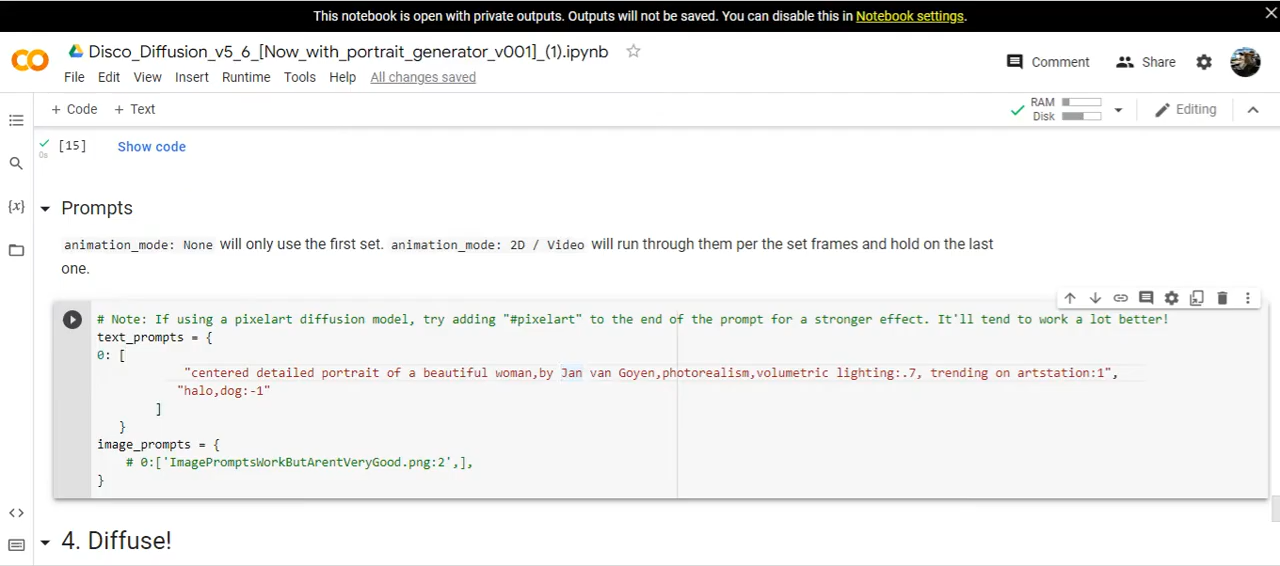 This notebook is open with private outputs. Outputs will not be saved. You can disable this in Notebook settings.
Disco_Diffusion_v5_6_[Now_with_portrait_generator_v001]_(1).ipynb
File Edit View Insert Runtime Tools Help All changes saved
Comment Share
+ Code + Text
RAM
Disk
Editing
[15] Show code
0s
{x}
Prompts
animation_mode: None will only use the first set. animation_mode: 2D / Video will run through them per the set frames and hold on the last
one.
# Note: If using a pixelart diffusion model, try adding "#pixelart" to the end of the prompt for a stronger effect. It'll tend to work a lot better!
text_prompts = {
0: [
"centered detailed portrait of a beautiful woman,by Jan van Goyen,photorealism,volumetric lighting:.7, trending on artstation:1",
"halo,dog:-1"
]
}
image_prompts = {
# 0:['ImagePromptsWorkButArentVeryGood.png:2',],
}
4. Diffuse!